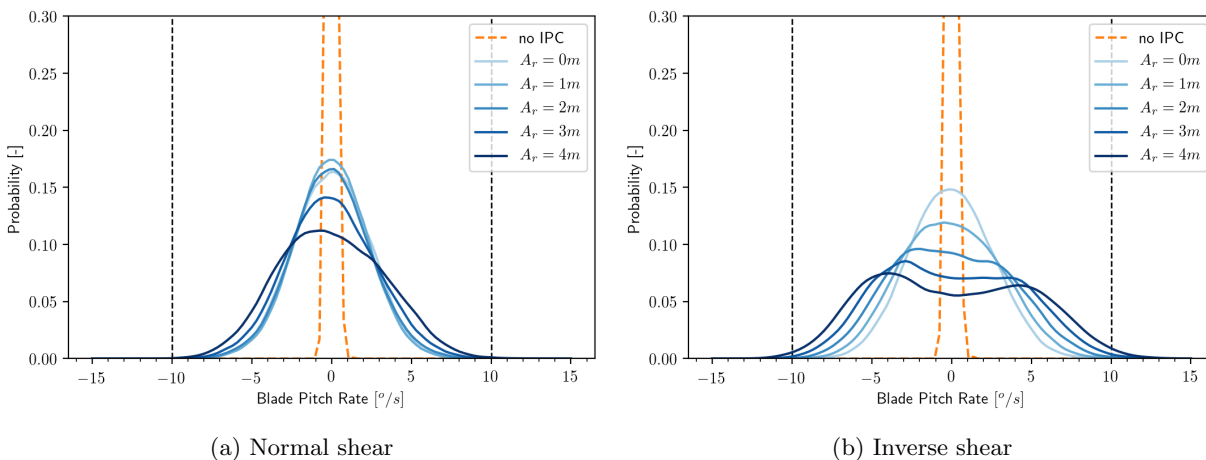 0.30
0.25
0.20
0.15
0.10
0.05
0.00
Probability [-]
−15 −10 −5 0 5 10 15
Blade Pitch Rate [°/s]
no IPC
A_r = 0m
A_r = 1m
A_r = 2m
A_r = 3m
A_r = 4m
(a) Normal shear
0.30
0.25
0.20
0.15
0.10
0.05
0.00
Probability [-]
−15 −10 −5 0 5 10 15
Blade Pitch Rate [°/s]
no IPC
A_r = 0m
A_r = 1m
A_r = 2m
A_r = 3m
A_r = 4m
(b) Inverse shear